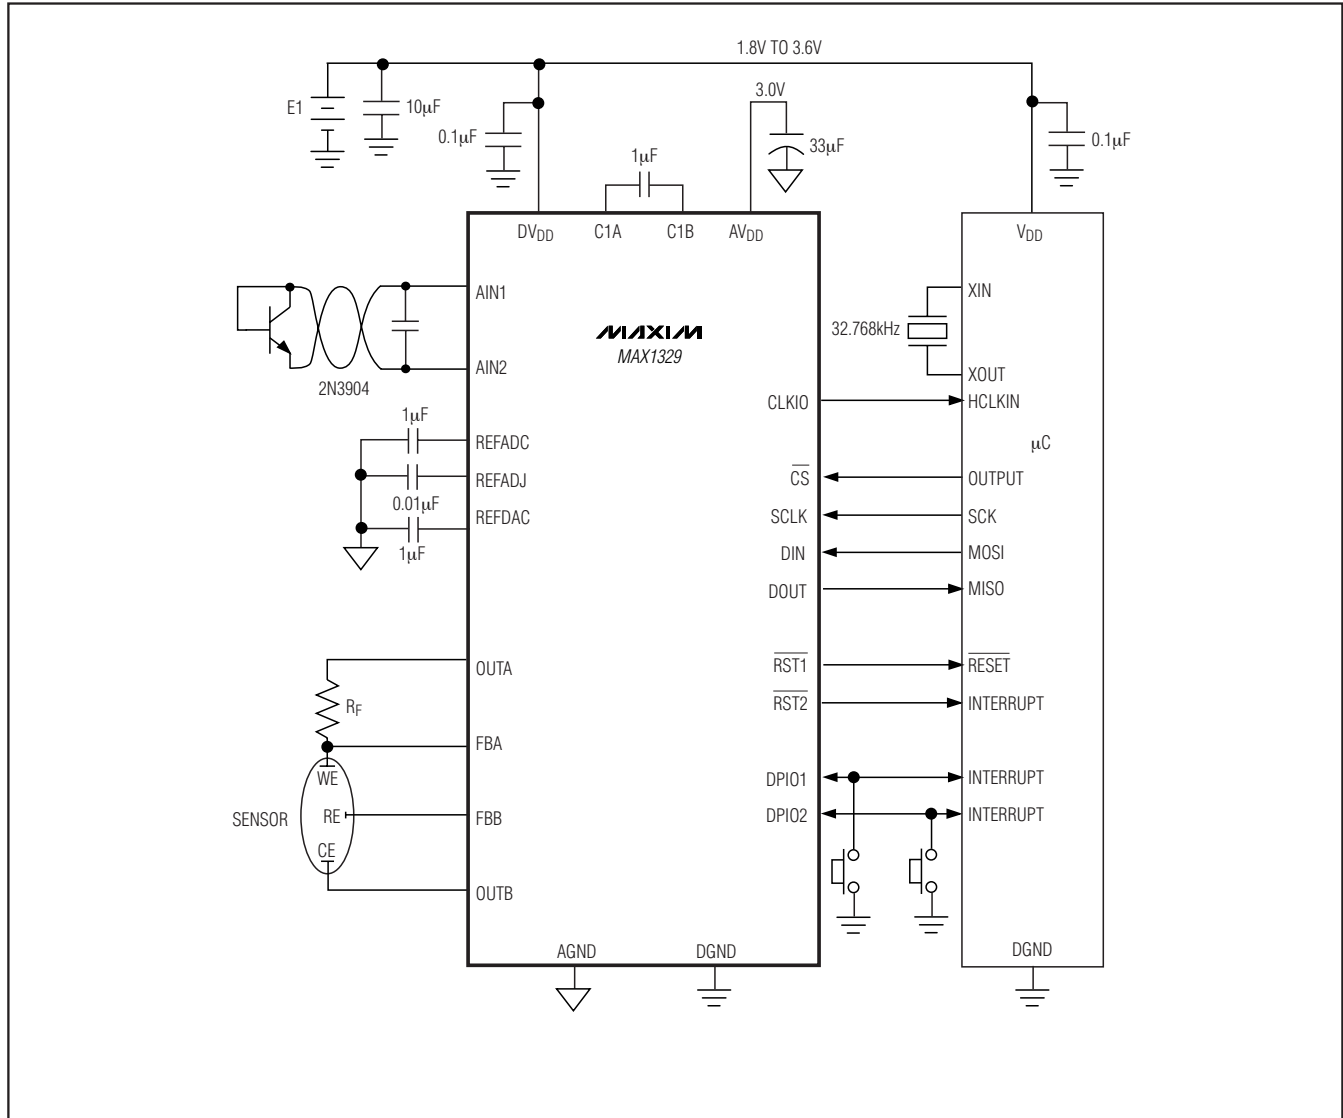 1.8V TO 3.6V
E1
10μF
0.1μF
1μF
3.0V
33μF
0.1μF
DVDD
C1A
C1B
AVDD
VDD
AIN1
AIN2
2N3904
MAXIM
MAX1329
32.768kHz
XIN
XOUT
CLKIO
HCLKIN
μC
1μF
REFADC
REFADJ
0.01μF
REFDAC
1μF
CS
OUTPUT
SCLK
SCK
DIN
MOSI
DOUT
MISO
RST1
RESET
RST2
INTERRUPT
DPIO1
INTERRUPT
DPIO2
INTERRUPT
OUTA
RF
FBA
WE
SENSOR
RE
FBB
CE
OUTB
AGND
DGND
DGND